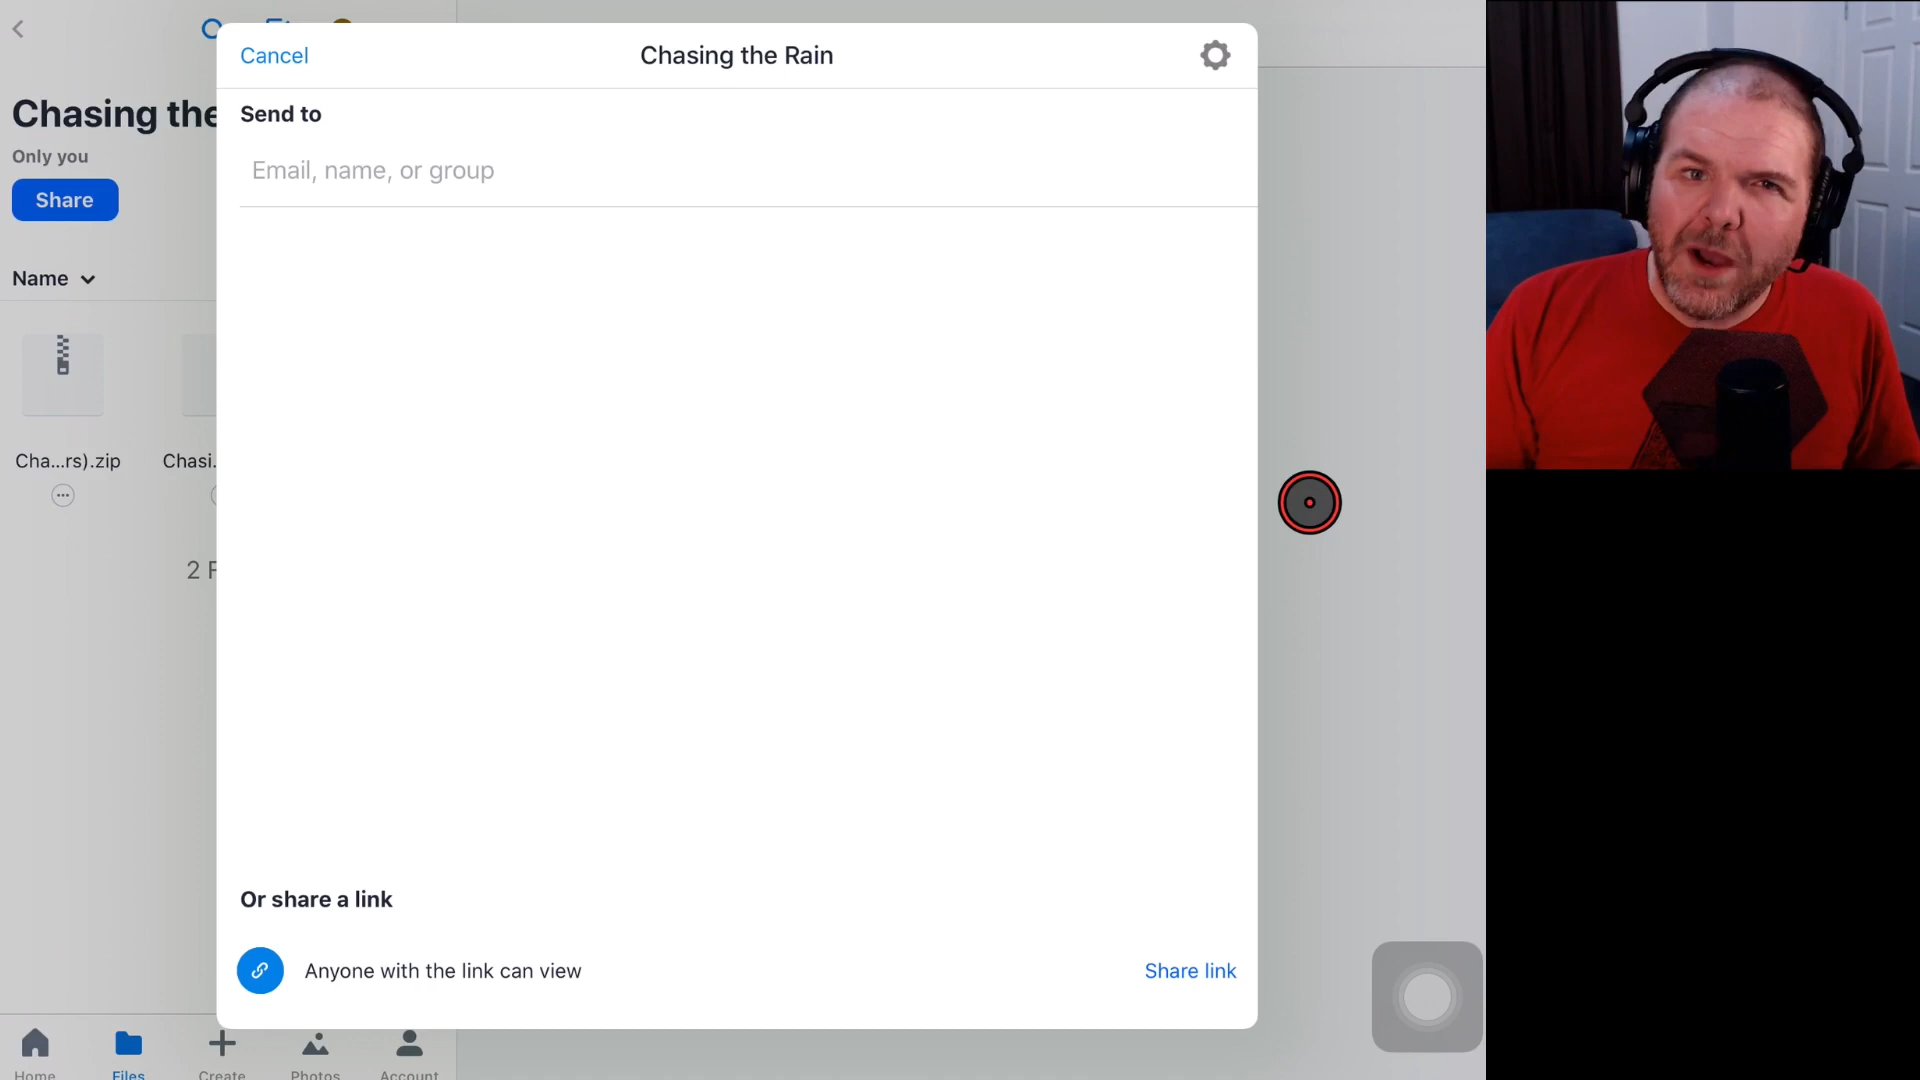 Cancel
Chasing the Rain
Send to
Email, name, or group
Chasing the
Only you
Share
Name
Cha...rs).zip
Chasi.
2 F
Or share a link
Anyone with the link can view
Share link
Home
Files
Create
Photos
Account